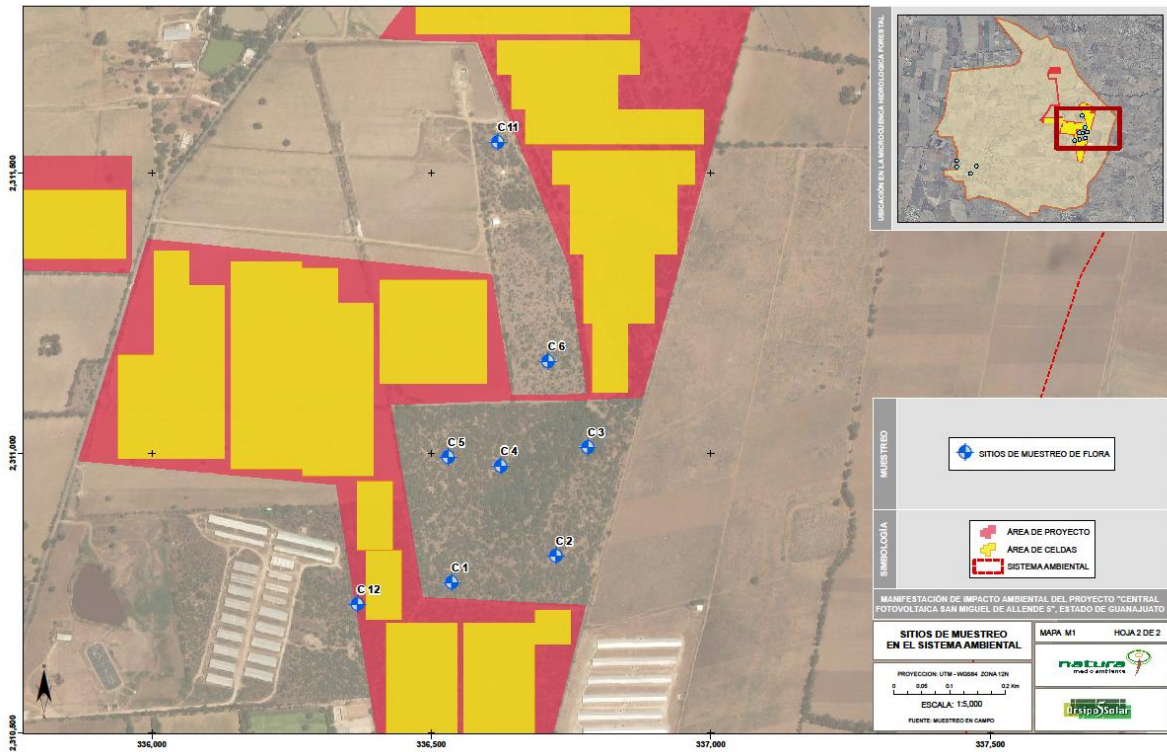 C 11
C 6
C 3
C 5
C 4
C 2
C 1
C 12
2,311,500
2,311,000
2,310,500
336,000
336,500
337,000
337,500
UBICACIÓN EN LA MICROCUENCA HIDROLOGICA FORESTAL
MUESTREO
SITIOS DE MUESTREO DE FLORA
SIMBOLOGÍA
ÁREA DE PROYECTO
ÁREA DE CELDAS
SISTEMA AMBIENTAL
MANIFESTACIÓN DE IMPACTO AMBIENTAL DEL PROYECTO "CENTRAL
FOTOVOLTAICA SAN MIGUEL DE ALLENDE 5", ESTADO DE GUANAJUATO
SITIOS DE MUESTREO
EN EL SISTEMA AMBIENTAL
MAPA M1 HOJA 2 DE 2
PROYECCION: UTM - WGS84 ZONA 12N
0 0.05 0.1 0.2 Km
ESCALA: 1:5,000
FUENTE: MUESTREO EN CAMPO
natura
medio ambiente
Orsipo 5 Solar